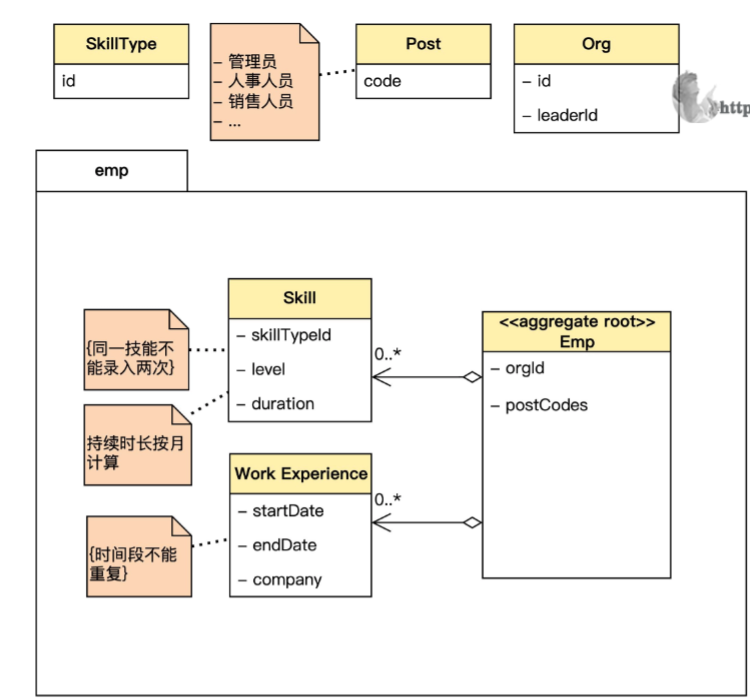 SkillType
id
– 管理员
– 人事人员
– 销售人员
– ...
Post
code
Org
– id
– leaderId
http
emp
Skill
– skillTypeId
– level
– duration
{同一技能不
能录入两次}
持续时长按月
计算
0..*
<<aggregate root>>
Emp
– orgId
– postCodes
Work Experience
– startDate
– endDate
– company
{时间段不能
重复}
0..*